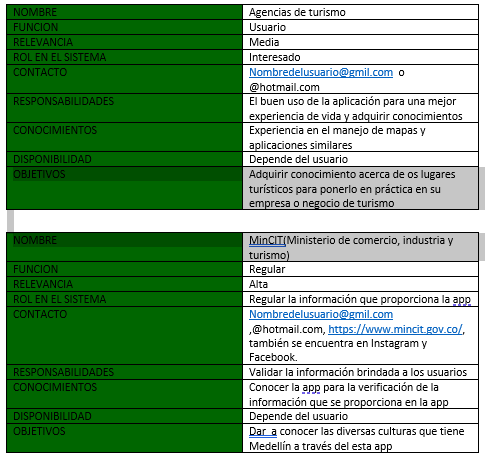 NOMBRE Agencias de turismo
FUNCION Usuario
RELEVANCIA Media
ROL EN EL SISTEMA Interesado
CONTACTO Nombredelusuario@gmil.com o
@hotmail.com
RESPONSABILIDADES El buen uso de la aplicación para una mejor
experiencia de vida y adquirir conocimientos
CONOCIMIENTOS Experiencia en el manejo de mapas y
aplicaciones similares
DISPONIBILIDAD Depende del usuario
OBJETIVOS Adquirir conocimiento acerca de os lugares
turísticos para ponerlo en práctica en su
empresa o negocio de turismo
NOMBRE MinCIT(Ministerio de comercio, industria y
turismo)
FUNCION Regular
RELEVANCIA Alta
ROL EN EL SISTEMA Regular la información que proporciona la app
CONTACTO Nombredelusuario@gmil.com
,@hotmail.com, https://www.mincit.gov.co/,
también se encuentra en Instagram y
Facebook.
RESPONSABILIDADES Validar la información brindada a los usuarios
CONOCIMIENTOS Conocer la app para la verificación de la
información que se proporciona en la app
DISPONIBILIDAD Depende del usuario
OBJETIVOS Dar a conocer las diversas culturas que tiene
Medellín a través del esta app